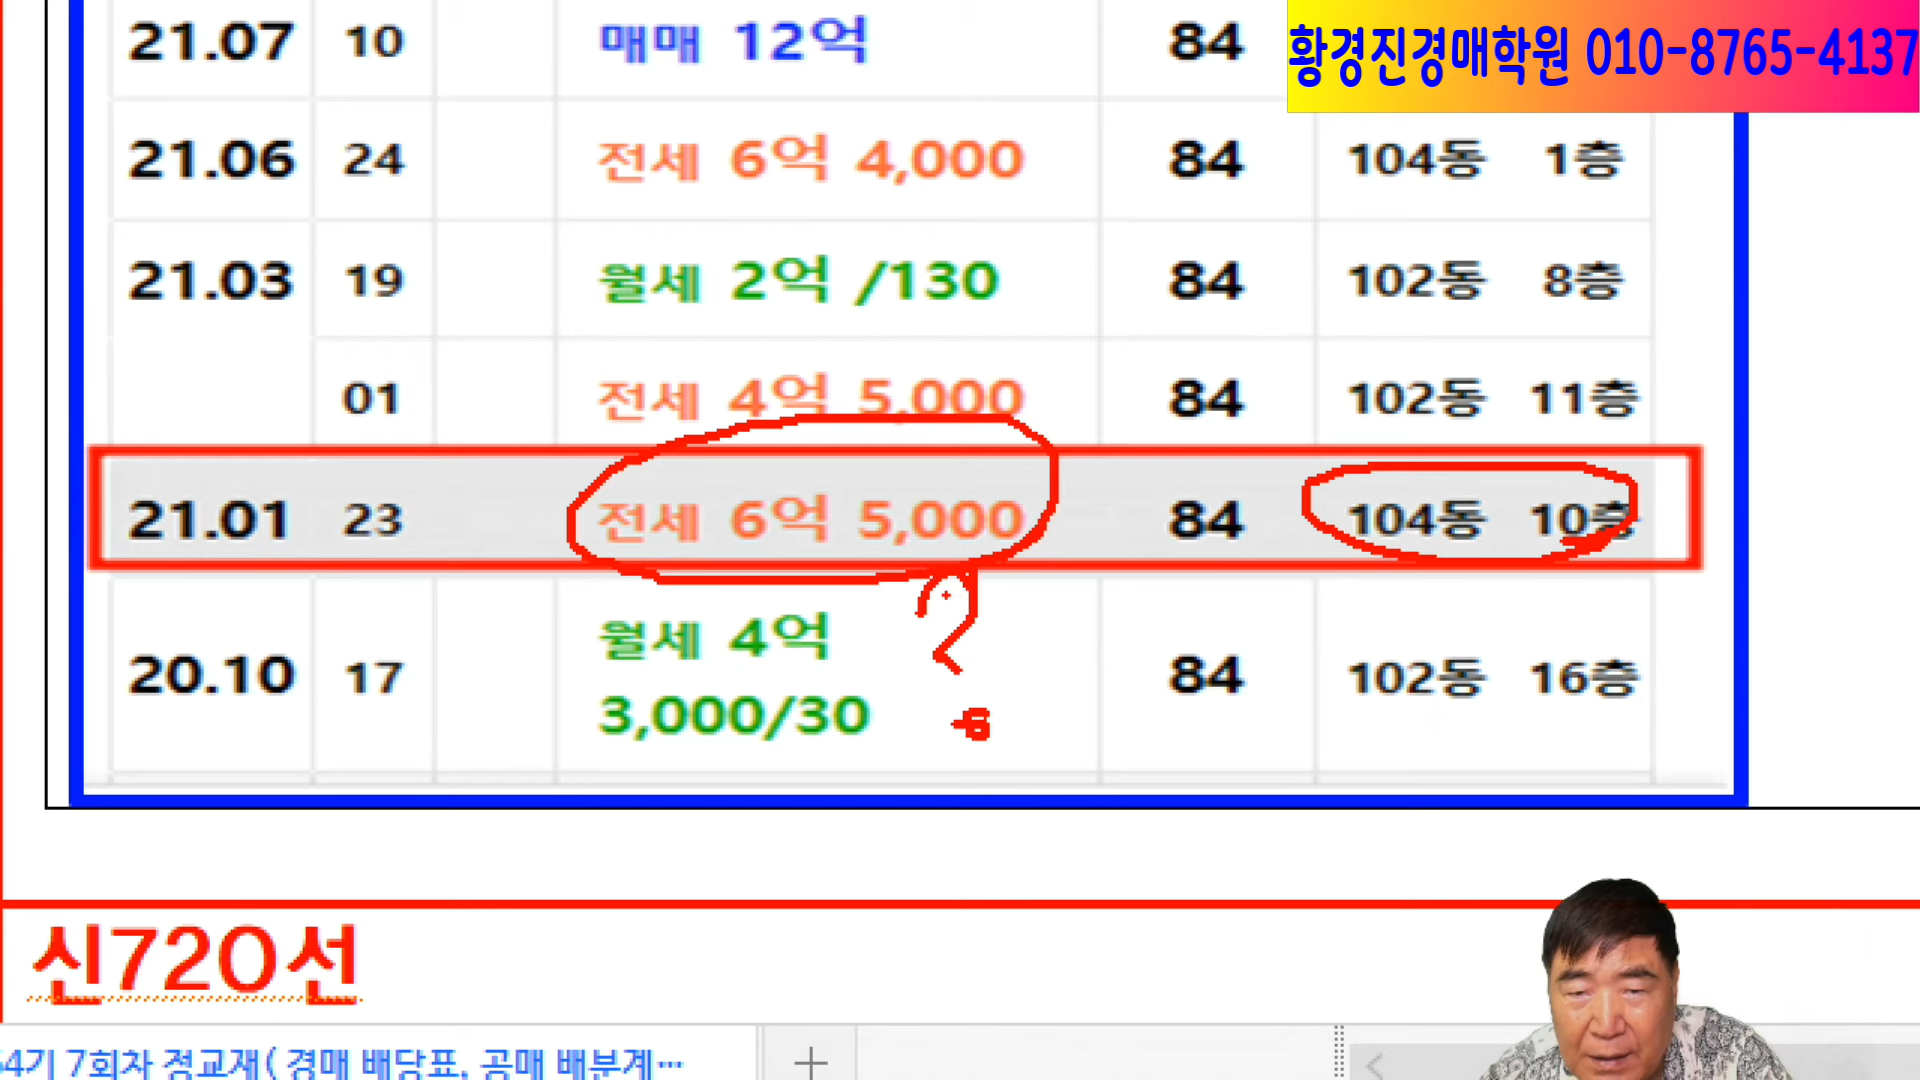 황경진경매학원 010-8765-4137
21.07 10 매매 12억 84
21.06 24 전세 6억 4,000 84 104동 1층
21.03 19 월세 2억 /130 84 102동 8층
01 전세 4억 5,000 84 102동 11층
21.01 23 전세 6억 5,000 84 104동 10층
20.10 17 월세 4억 3,000/30 84 102동 16층
신720선
4기 7회차 정교재( 경매 배당표, 공매 배분계…